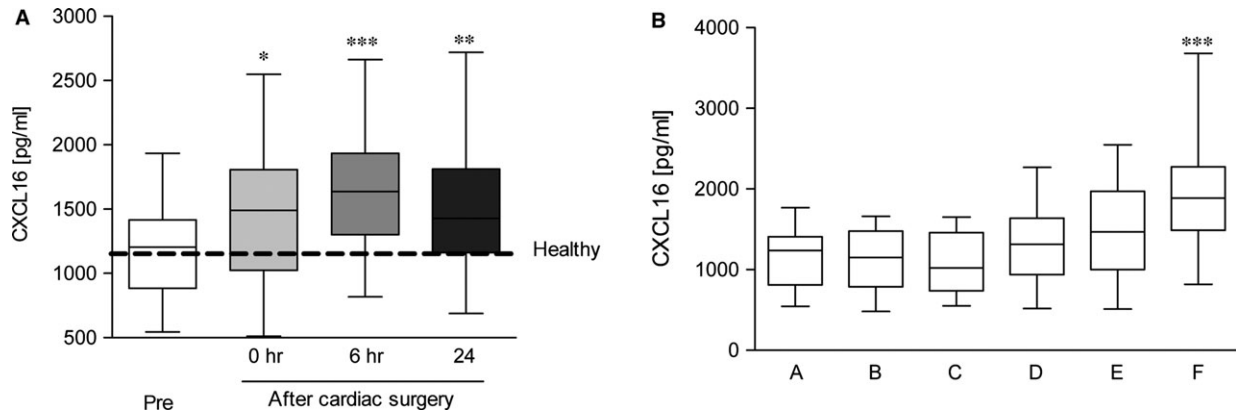 A
3000
2500
2000
1500
1000
500
CXCL16 [pg/ml]
*
***
**
Healthy
0 hr
6 hr
24
Pre
After cardiac surgery
B
4000
3000
2000
1000
0
CXCL16 [pg/ml]
***
A
B
C
D
E
F